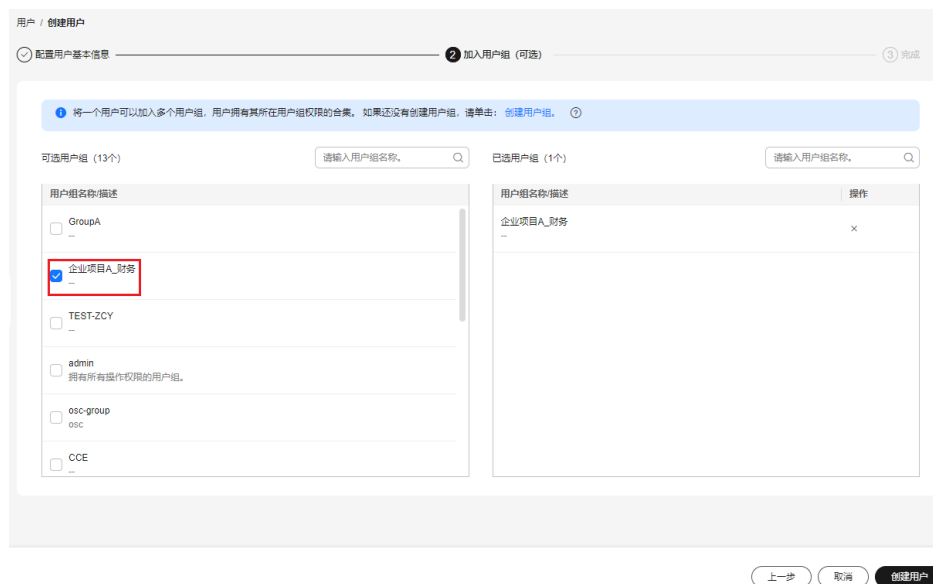 用户 / 创建用户
配置用户基本信息 2 加入用户组（可选） 3 完成
将一个用户可以加入多个用户组，用户拥有其所在用户组权限的合集。如果还没有创建用户组，请单击：创建用户组。
可选用户组（13个） 请输入用户组名称。 已选用户组（1个） 请输入用户组名称。
用户组名称/描述 用户组名称/描述 操作
GroupA 企业项目A_财务
-- --
企业项目A_财务
--
TEST-ZCY
--
admin
拥有所有操作权限的用户组。
osc-group
osc
CCE
--
上一步 取消 创建用户